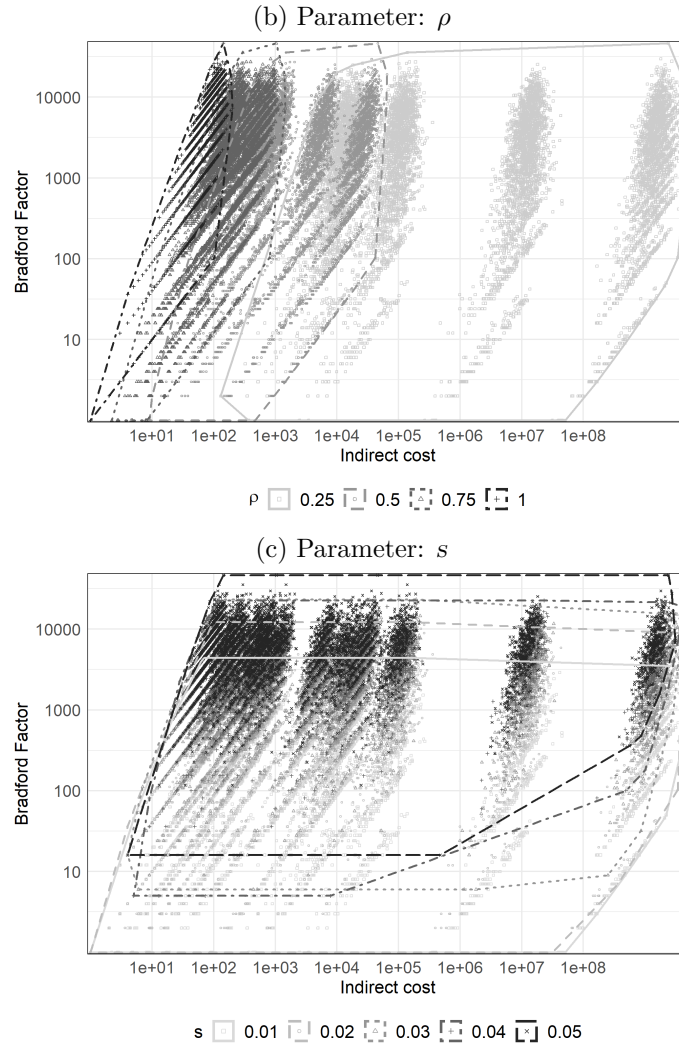 (b) Parameter: ρ
10000
1000
100
10
Bradford Factor
1e+01 1e+02 1e+03 1e+04 1e+05 1e+06 1e+07 1e+08
Indirect cost
ρ 0.25 0.5 0.75 1
(c) Parameter: s
10000
1000
100
10
Bradford Factor
1e+01 1e+02 1e+03 1e+04 1e+05 1e+06 1e+07 1e+08
Indirect cost
s 0.01 0.02 0.03 0.04 0.05